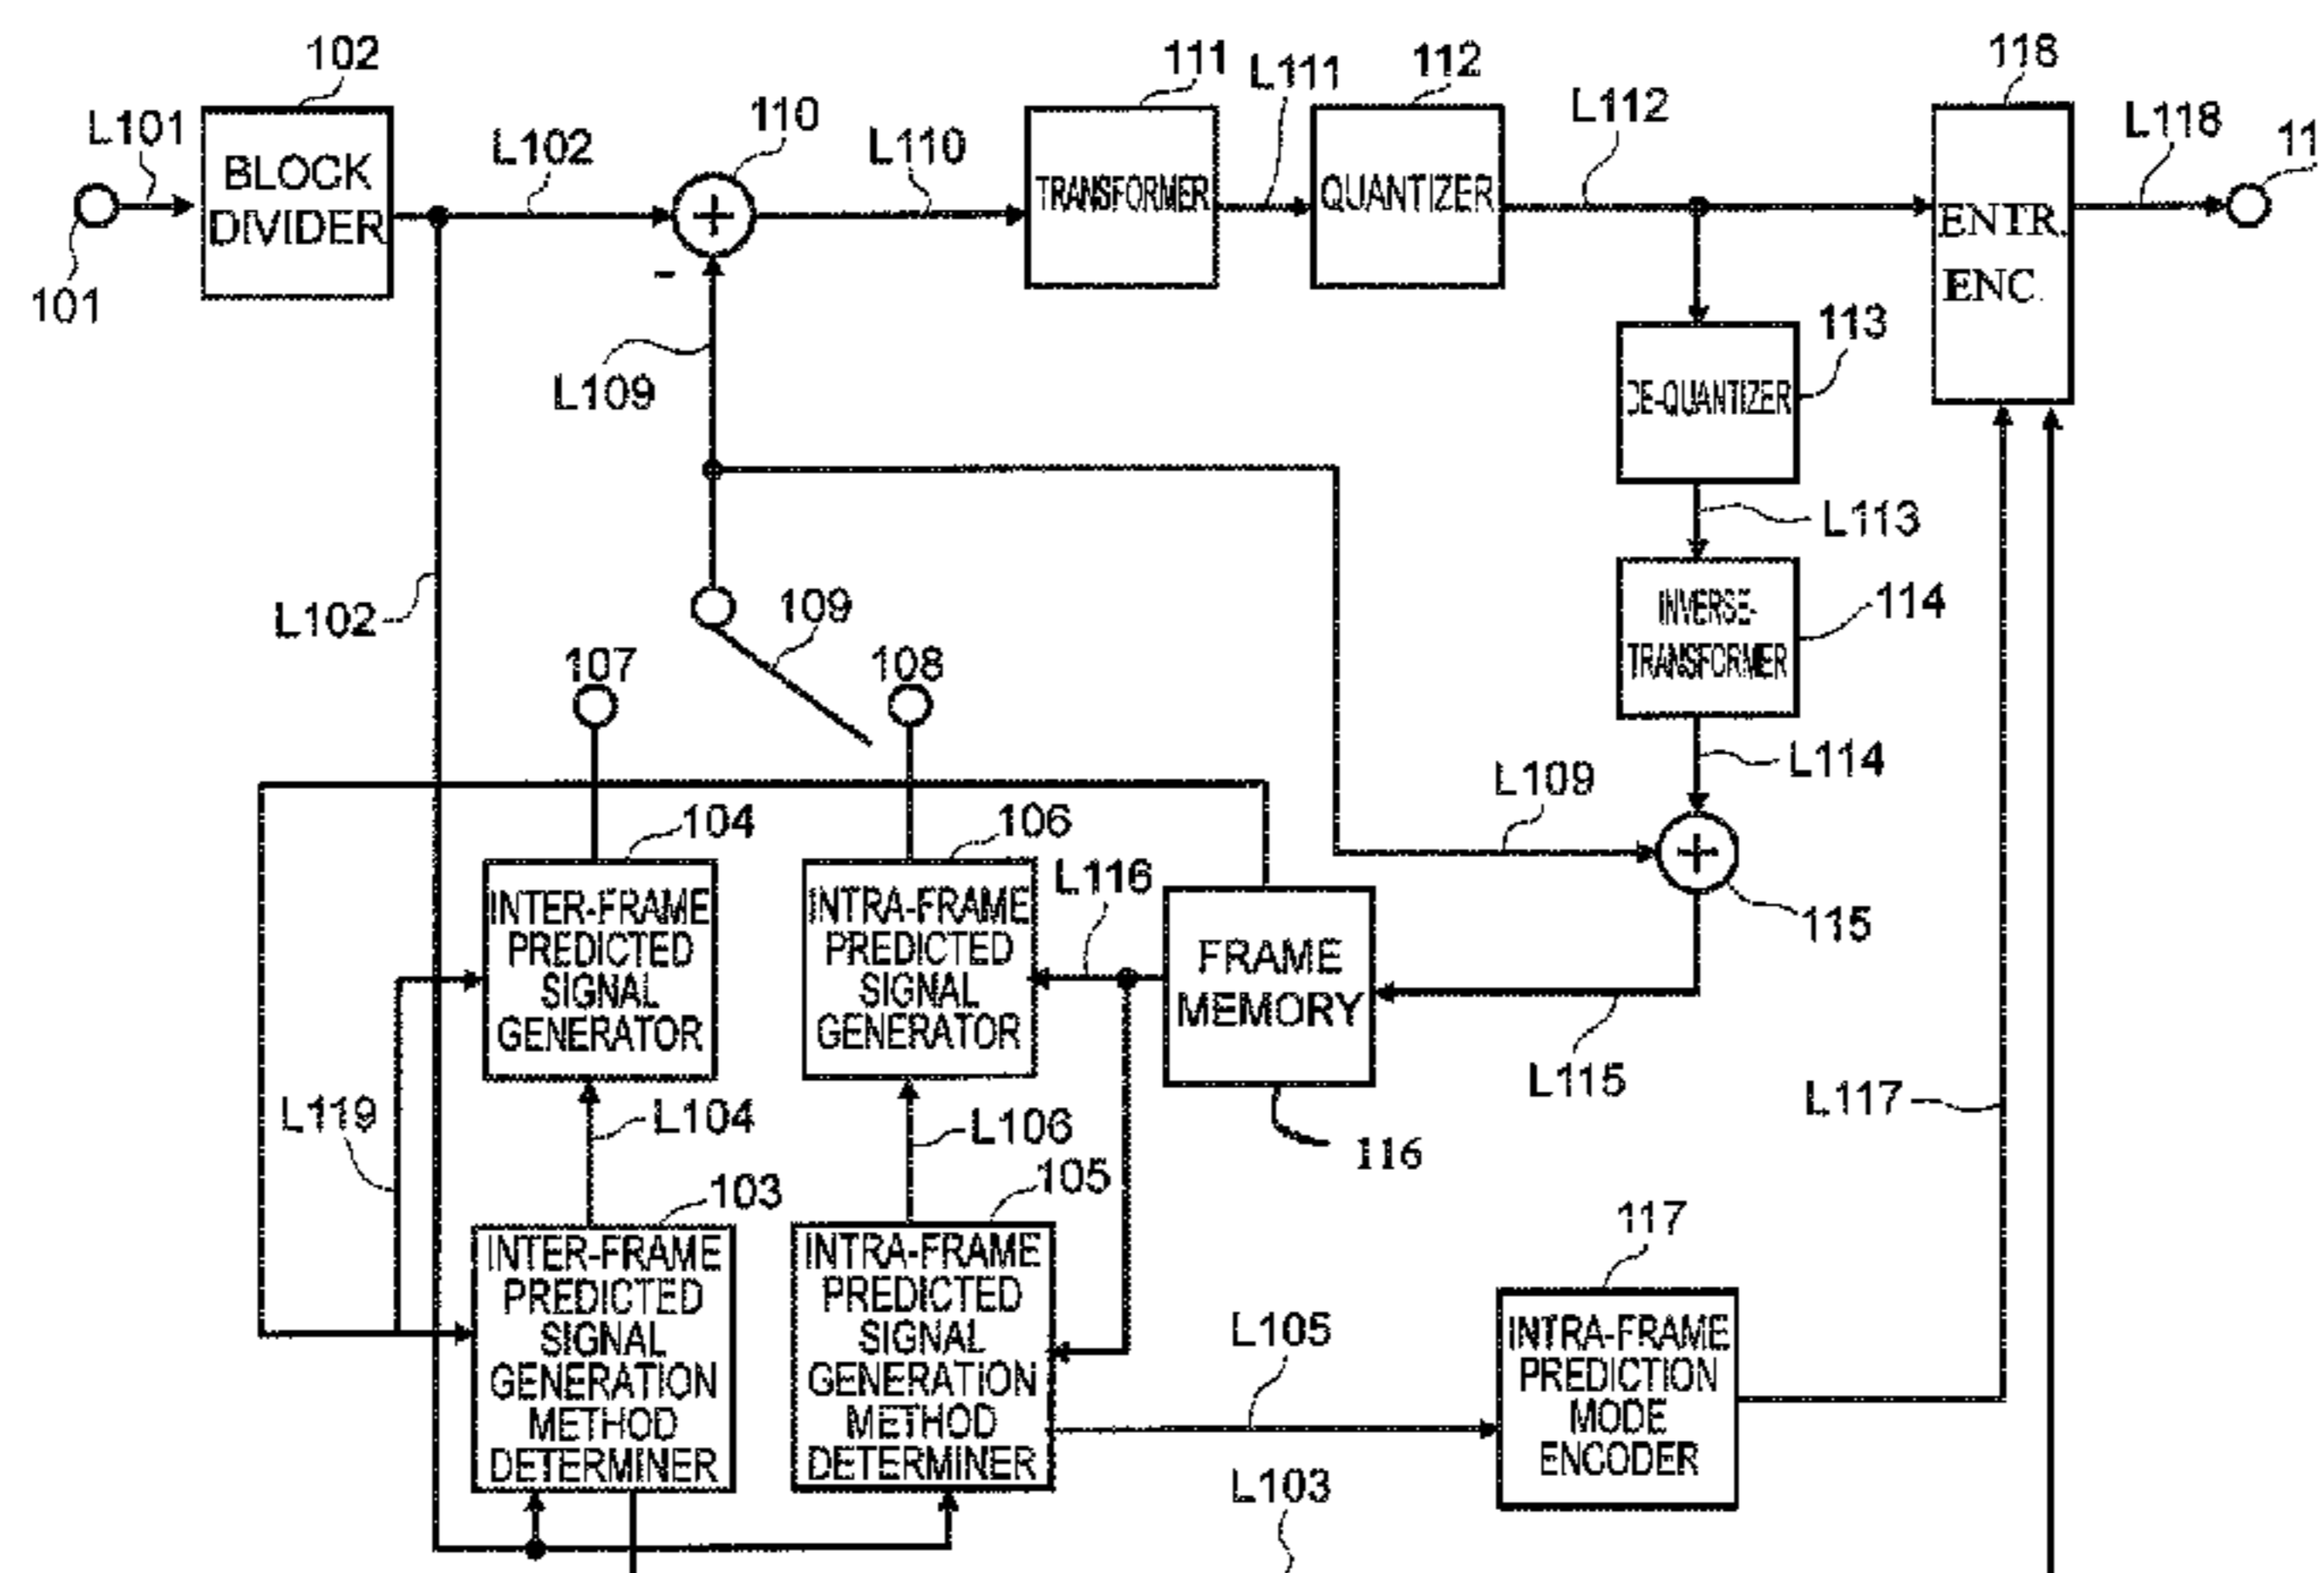 102
111
L111
112
118
L101
L102
110
L110
L112
L118
11
BLOCK
DIVIDER
TRANSFORMER
QUANTIZER
ENTR.
ENC.
101
-
L109
113
DE-QUANTIZER
L113
L102
109
INVERSE-
TRANSFORMER
114
107
108
L114
L109
104
106
L116
115
INTER-FRAME
PREDICTED
SIGNAL
GENERATOR
INTRA-FRAME
PREDICTED
SIGNAL
GENERATOR
FRAME
MEMORY
L115
L119
L104
L106
116
L117
103
105
117
INTER-FRAME
PREDICTED
SIGNAL
GENERATION
METHOD
DETERMINER
INTRA-FRAME
PREDICTED
SIGNAL
GENERATION
METHOD
DETERMINER
L105
INTRA-FRAME
PREDICTION
MODE
ENCODER
L103